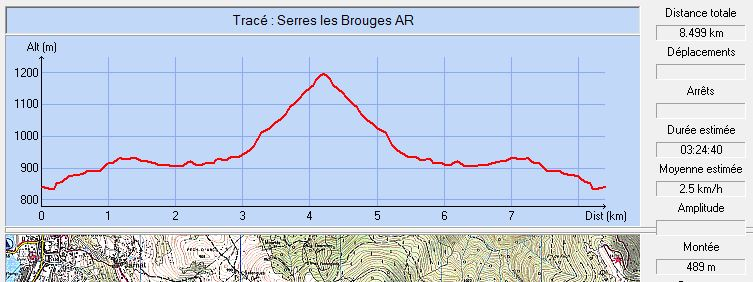 Tracé : Serres les Brouges AR
Alt (m)
1200
1100
1000
900
800
0 1 2 3 4 5 6 7 Dist (km)
Distance totale
8.499 km
Déplacements
Arrêts
Durée estimée
03:24:40
Moyenne estimée
2.5 km/h
Amplitude
Montée
489 m